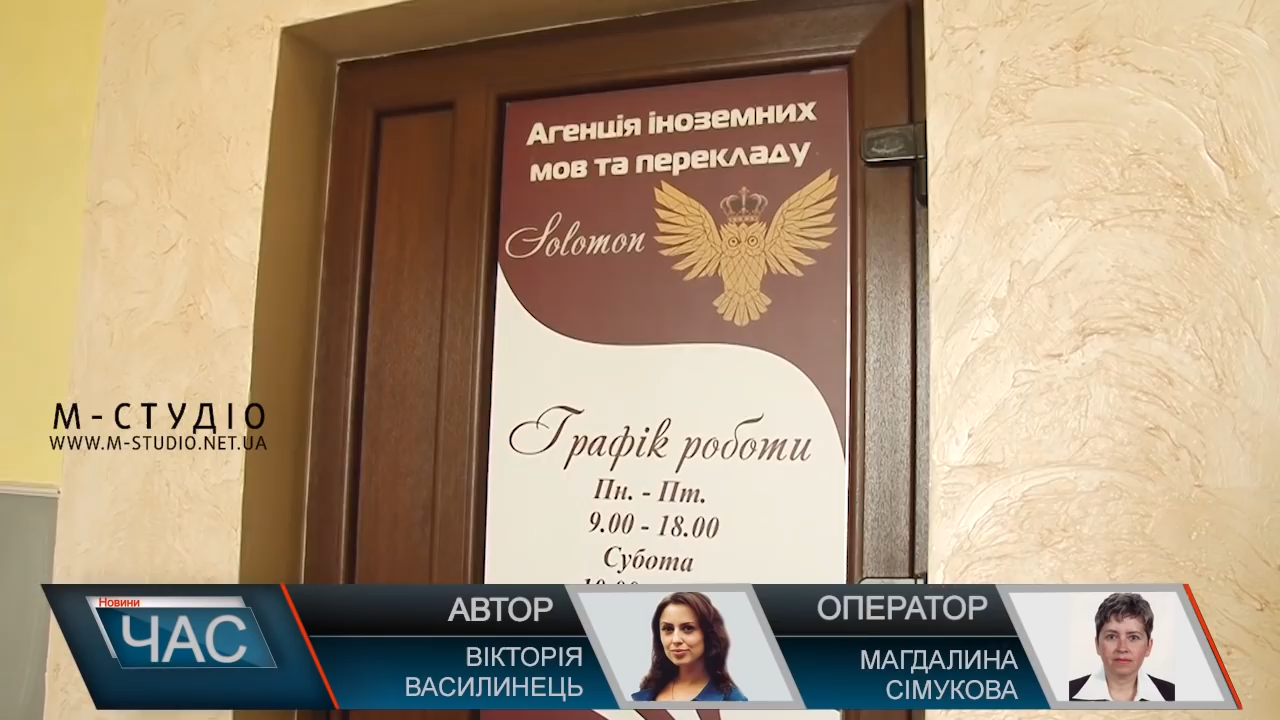 Агенція іноземних
мов та перекладу
Solomon
Графік роботи
Пн. - Пт.
9.00 - 18.00
Субота
М-СТУДІО
WWW.M-STUDIO.NET.UA
Новини
ЧАС
АВТОР
ВІКТОРІЯ
ВАСИЛИНЕЦЬ
ОПЕРАТОР
МАГДАЛИНА
СІМУКОВА